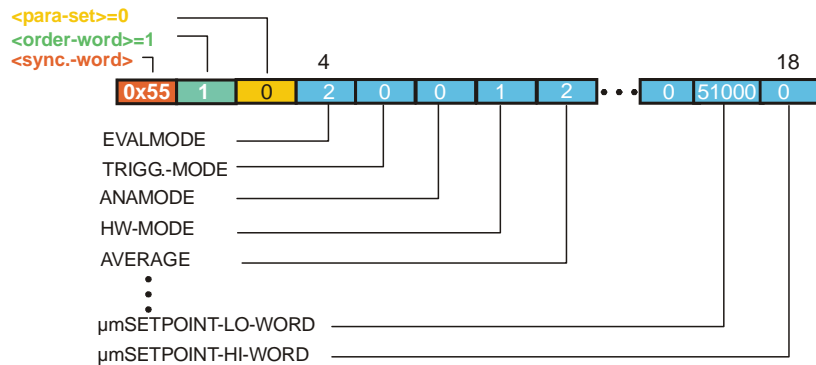 <para-set>=0
<order-word>=1
<sync.-word>
4 18
0x55 1 0 2 0 0 1 2 0 51000 0
EVALMODE
TRIGG.-MODE
ANAMODE
HW-MODE
AVERAGE
µmSETPOINT-LO-WORD
µmSETPOINT-HI-WORD